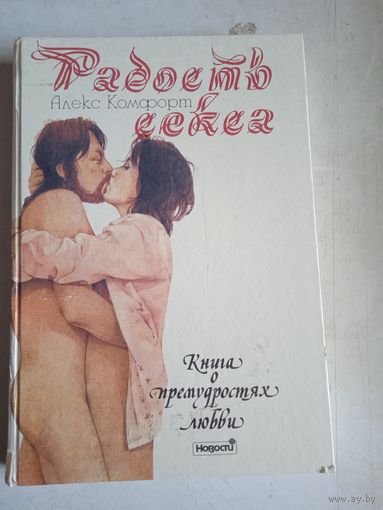 Радость
Алекс Комфорт
секса
Книга
о
премудростях
любви
Новости
www.ay.by